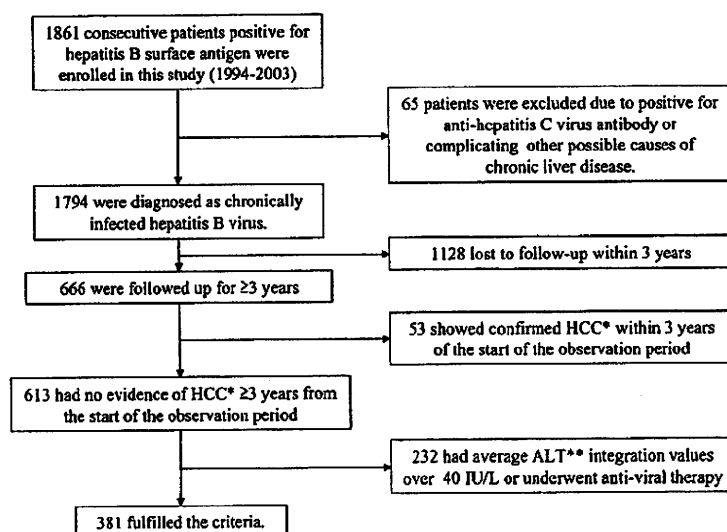 1861 consecutive patients positive for
hepatitis B surface antigen were
enrolled in this study (1994-2003)
65 patients were excluded due to positive for
anti-hepatitis C virus antibody or
complicating other possible causes of
chronic liver disease.
1794 were diagnosed as chronically
infected hepatitis B virus.
1128 lost to follow-up within 3 years
666 were followed up for ≥3 years
53 showed confirmed HCC* within 3 years
of the start of the observation period
613 had no evidence of HCC* ≥3 years from
the start of the observation period
232 had average ALT** integration values
over 40 IU/L or underwent anti-viral therapy
381 fulfilled the criteria.